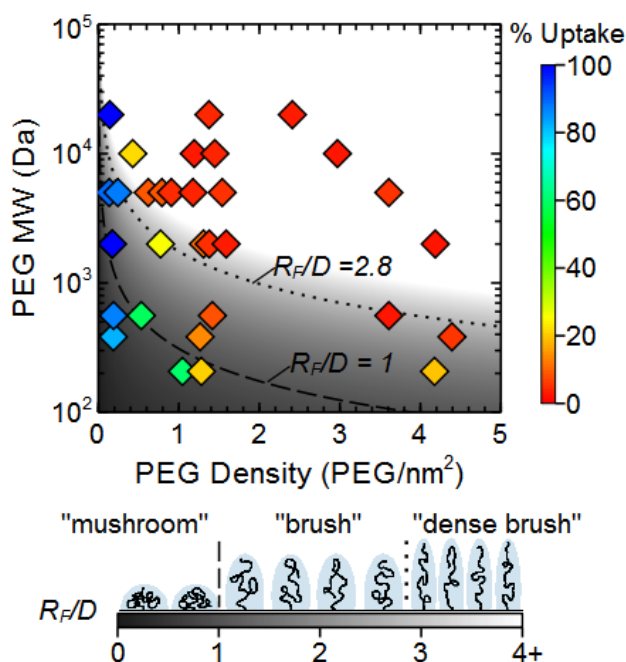 % Uptake
10⁵
10⁴
10³
10²
PEG MW (Da)
R_F/D =2.8
R_F/D = 1
0 1 2 3 4 5
PEG Density (PEG/nm²)
100
80
60
40
20
0
"mushroom" "brush" "dense brush"
R_F/D
0 1 2 3 4+